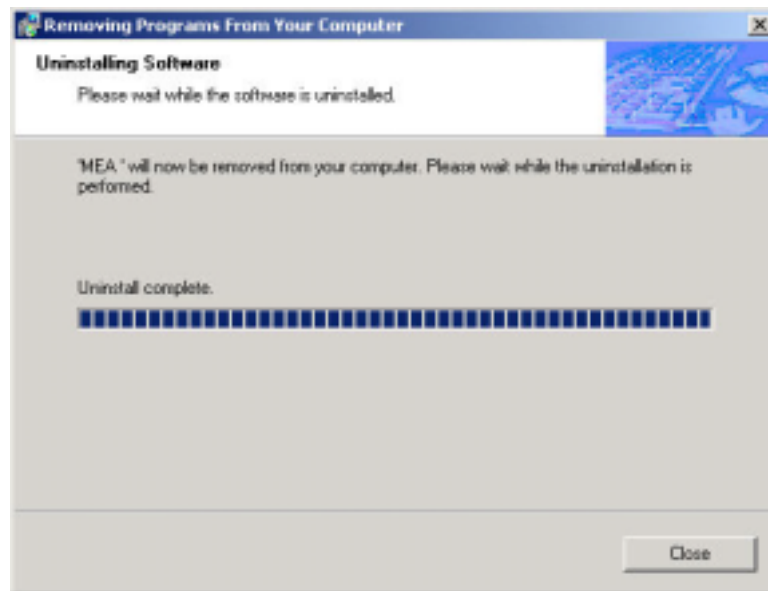 Removing Programs From Your Computer
Uninstalling Software
Please wait while the software is uninstalled.
'MEA ' will now be removed from your computer. Please wait while the uninstallation is
performed.
Uninstall complete.
Close